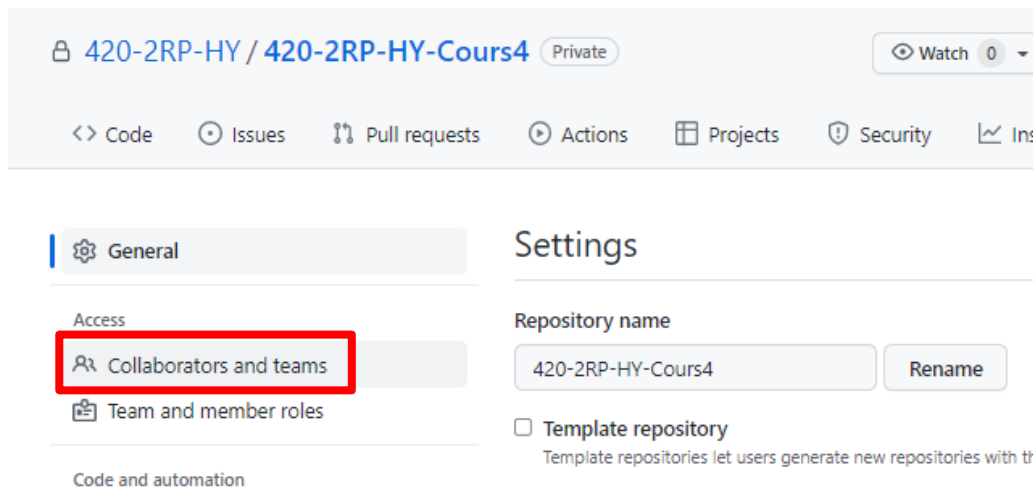 420-2RP-HY / 420-2RP-HY-Cours4 Private Watch 0
Code Issues Pull requests Actions Projects Security Ins
General
Settings
Access
Repository name
Collaborators and teams
420-2RP-HY-Cours4 Rename
Team and member roles
Template repository
Template repositories let users generate new repositories with th
Code and automation